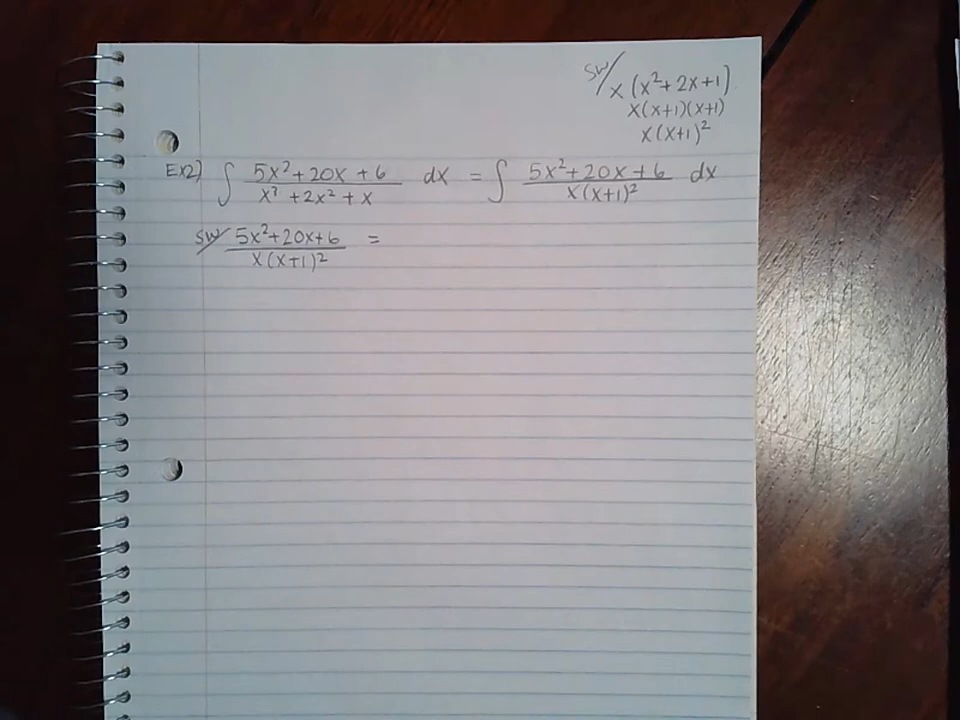 SW/ x(x²+2x+1)
x(x+1)(x+1)
x(x+1)²
Ex2) ∫ (5x²+20x+6)/(x³+2x²+x) dx = ∫ (5x²+20x+6)/(x(x+1)²) dx
SW/ (5x²+20x+6)/(x(x+1)²) =